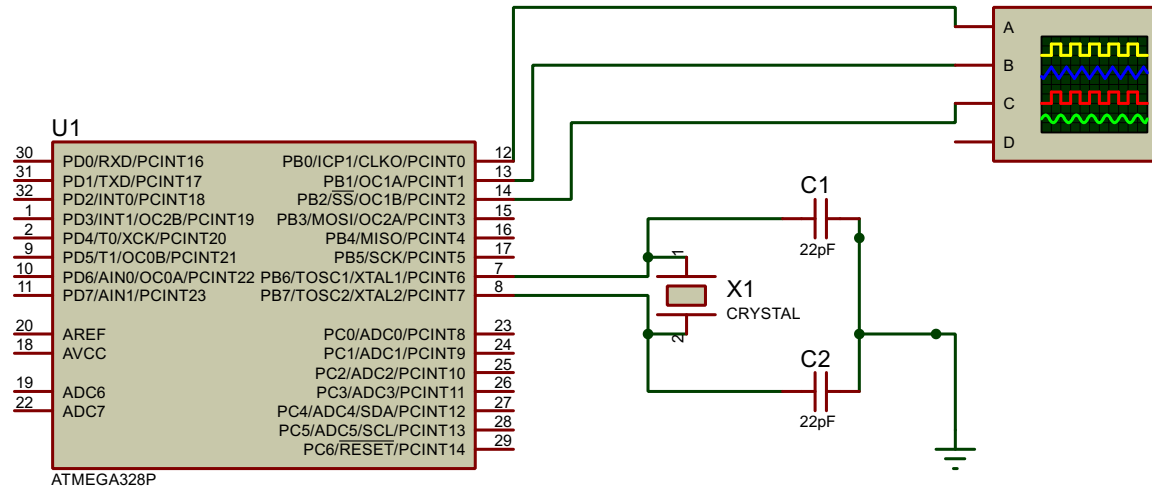 U1
30 PD0/RXD/PCINT16 PB0/ICP1/CLKO/PCINT0 12
31 PD1/TXD/PCINT17 PB1/OC1A/PCINT1 13
32 PD2/INT0/PCINT18 PB2/SS/OC1B/PCINT2 14
1 PD3/INT1/OC2B/PCINT19 PB3/MOSI/OC2A/PCINT3 15
2 PD4/T0/XCK/PCINT20 PB4/MISO/PCINT4 16
9 PD5/T1/OC0B/PCINT21 PB5/SCK/PCINT5 17
10 PD6/AIN0/OC0A/PCINT22 PB6/TOSC1/XTAL1/PCINT6 7
11 PD7/AIN1/PCINT23 PB7/TOSC2/XTAL2/PCINT7 8
20 AREF PC0/ADC0/PCINT8 23
18 AVCC PC1/ADC1/PCINT9 24
PC2/ADC2/PCINT10 25
19 ADC6 PC3/ADC3/PCINT11 26
22 ADC7 PC4/ADC4/SDA/PCINT12 27
PC5/ADC5/SCL/PCINT13 28
PC6/RESET/PCINT14 29
ATMEGA328P
C1
22pF
1
X1
CRYSTAL
2
C2
22pF
A
B
C
D